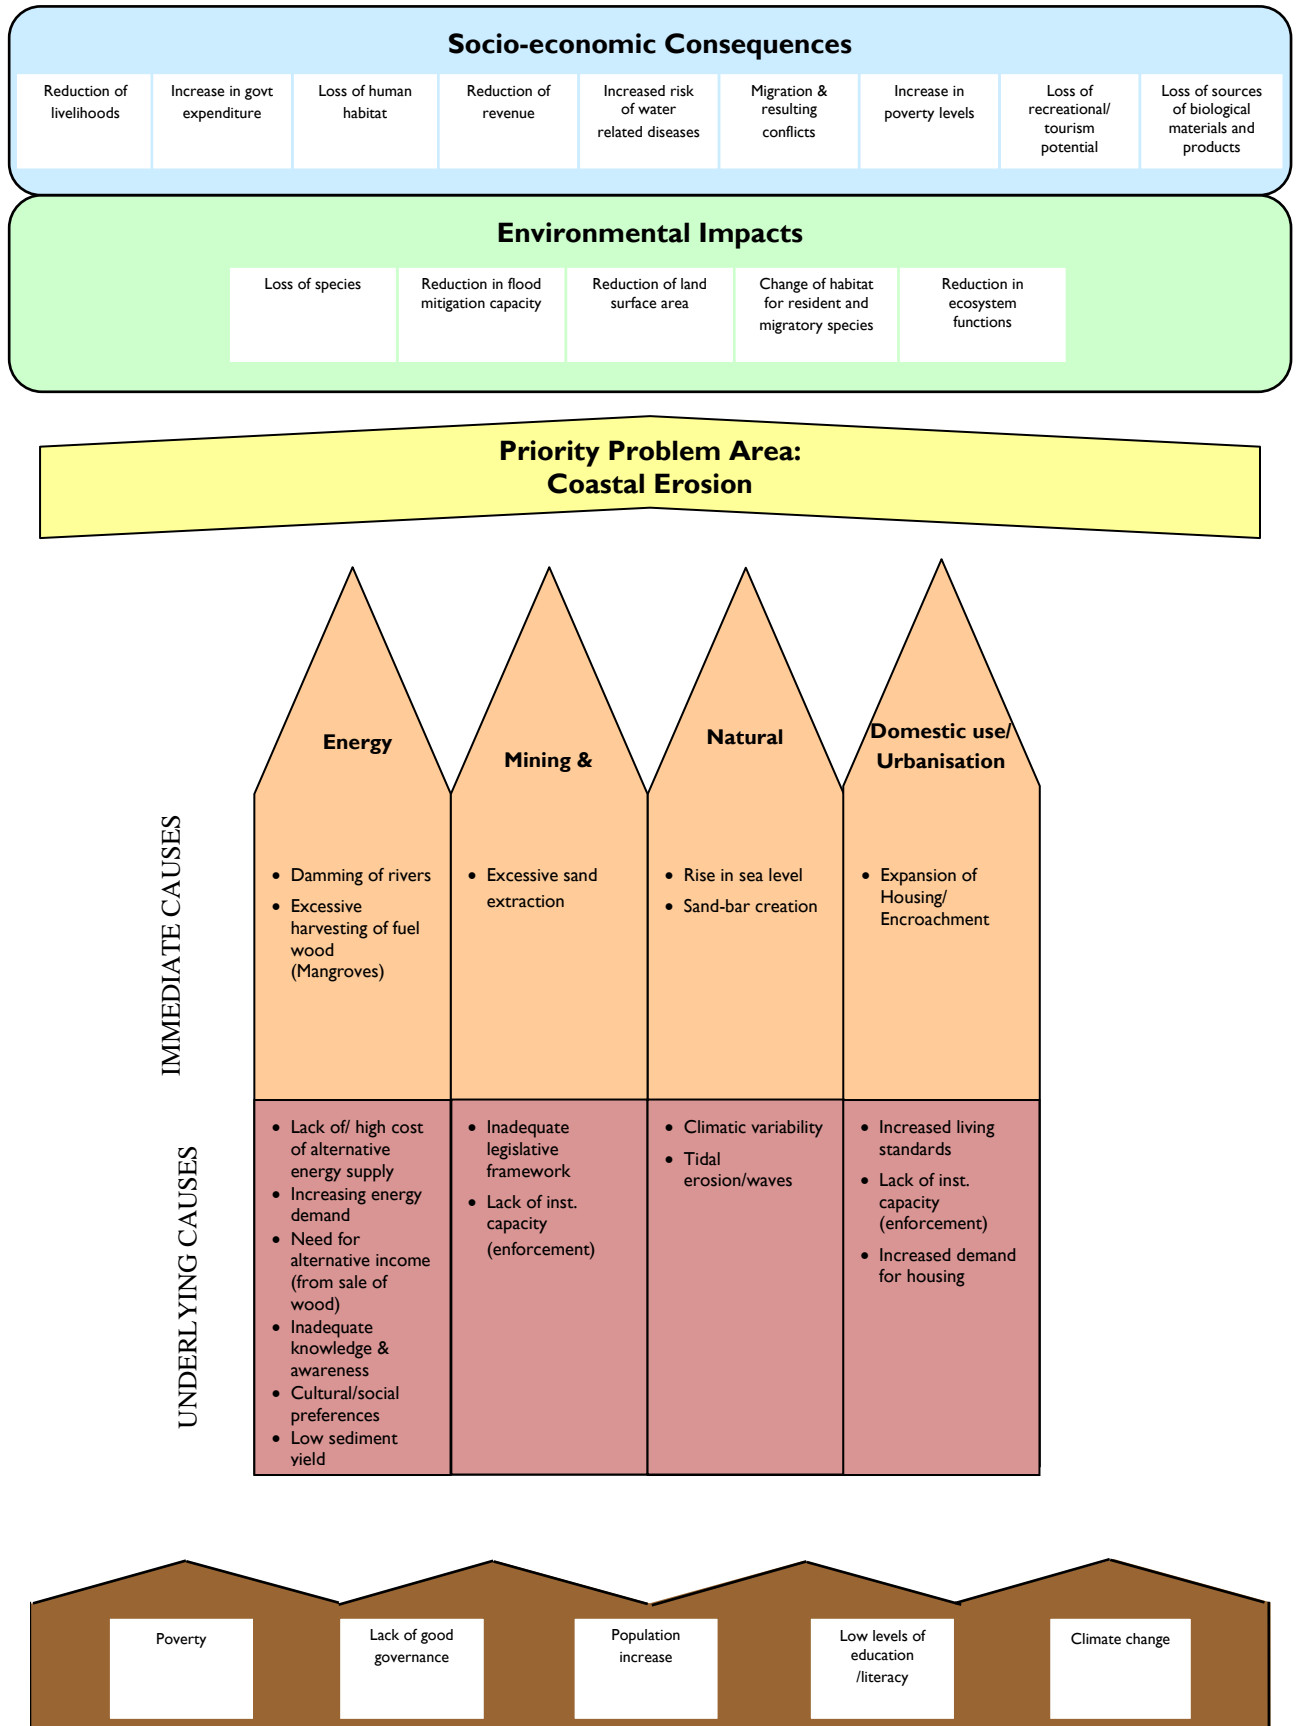 Socio-economic Consequences
Reduction of
livelihoods
Increase in govt
expenditure
Loss of human
habitat
Reduction of
revenue
Increased risk
of water
related diseases
Migration &
resulting
conflicts
Increase in
poverty levels
Loss of
recreational/
tourism
potential
Loss of sources
of biological
materials and
products
Environmental Impacts
Loss of species
Reduction in flood
mitigation capacity
Reduction of land
surface area
Change of habitat
for resident and
migratory species
Reduction in
ecosystem
functions
Priority Problem Area:
Coastal Erosion
Energy
Mining &
Natural
Domestic use/
Urbanisation
IMMEDIATE CAUSES
• Damming of rivers
• Excessive
harvesting of fuel
wood
(Mangroves)
• Excessive sand
extraction
• Rise in sea level
• Sand-bar creation
• Expansion of
Housing/
Encroachment
UNDERLYING CAUSES
• Lack of/ high cost
of alternative
energy supply
• Increasing energy
demand
• Need for
alternative income
(from sale of
wood)
• Inadequate
knowledge &
awareness
• Cultural/social
preferences
• Low sediment
yield
• Inadequate
legislative
framework
• Lack of inst.
capacity
(enforcement)
• Climatic variability
• Tidal
erosion/waves
• Increased living
standards
• Lack of inst.
capacity
(enforcement)
• Increased demand
for housing
Poverty
Lack of good
governance
Population
increase
Low levels of
education
/literacy
Climate change